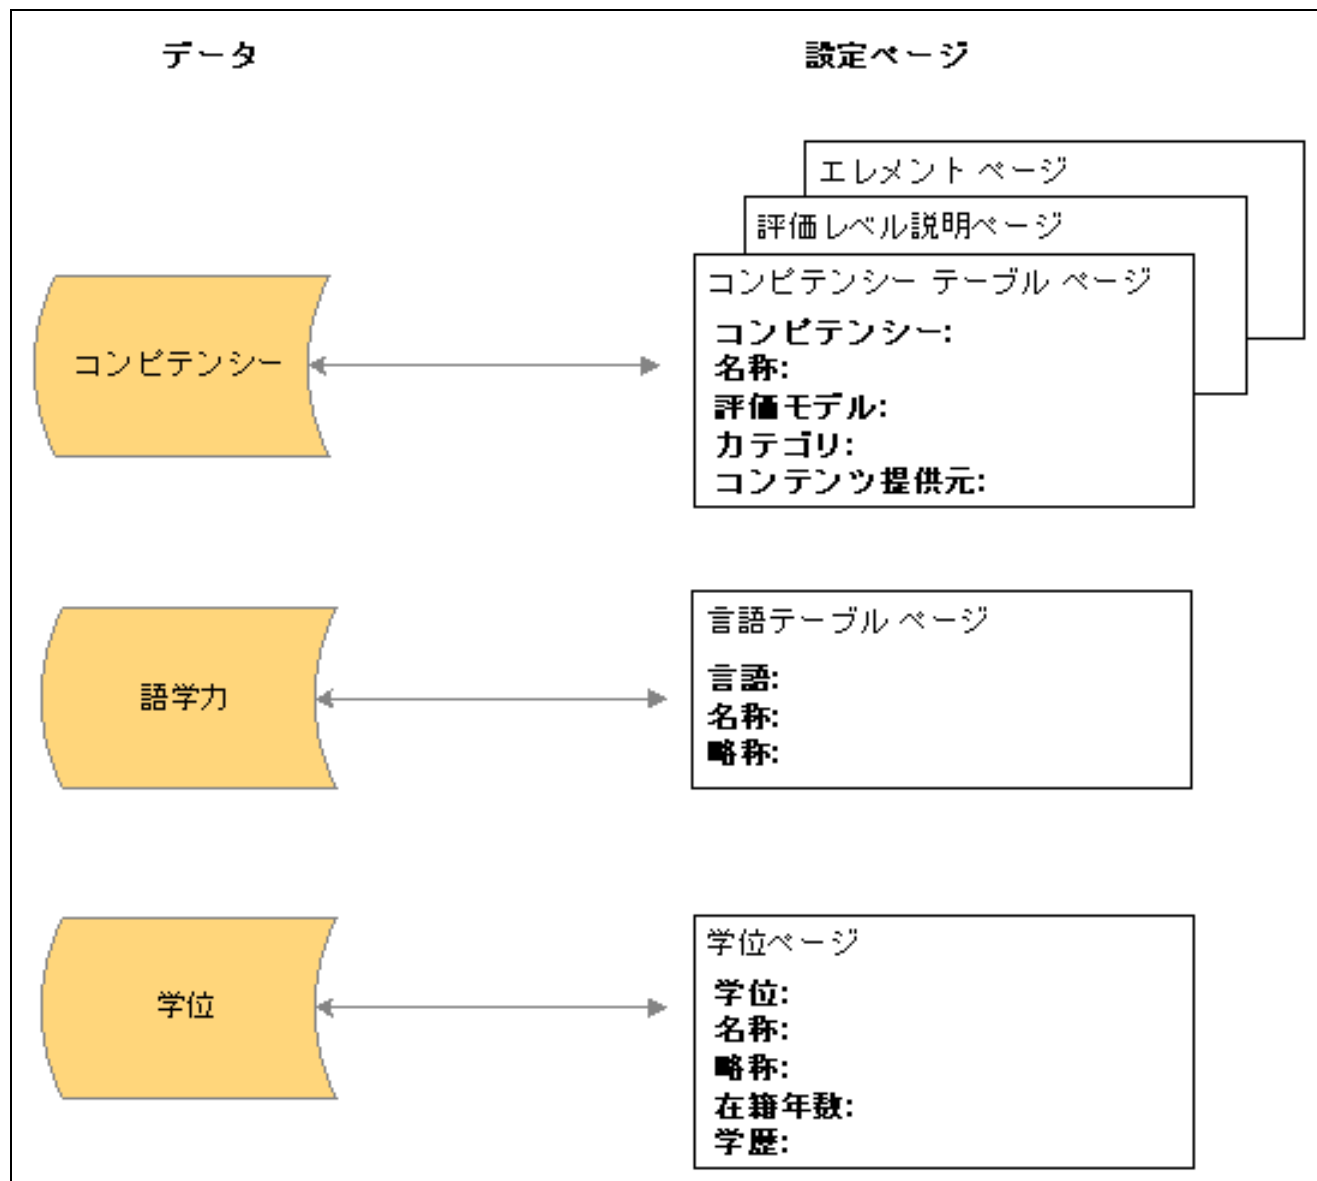 データ
設定ページ
エレメント ページ
評価レベル説明ページ
コンピテンシー テーブル ページ
コンピテンシー:
名称:
評価モデル:
カテゴリ:
コンテンツ提供元:
コンピテンシー
言語テーブル ページ
言語:
名称:
略称:
語学力
学位ページ
学位:
名称:
略称:
在籍年数:
学歴:
学位